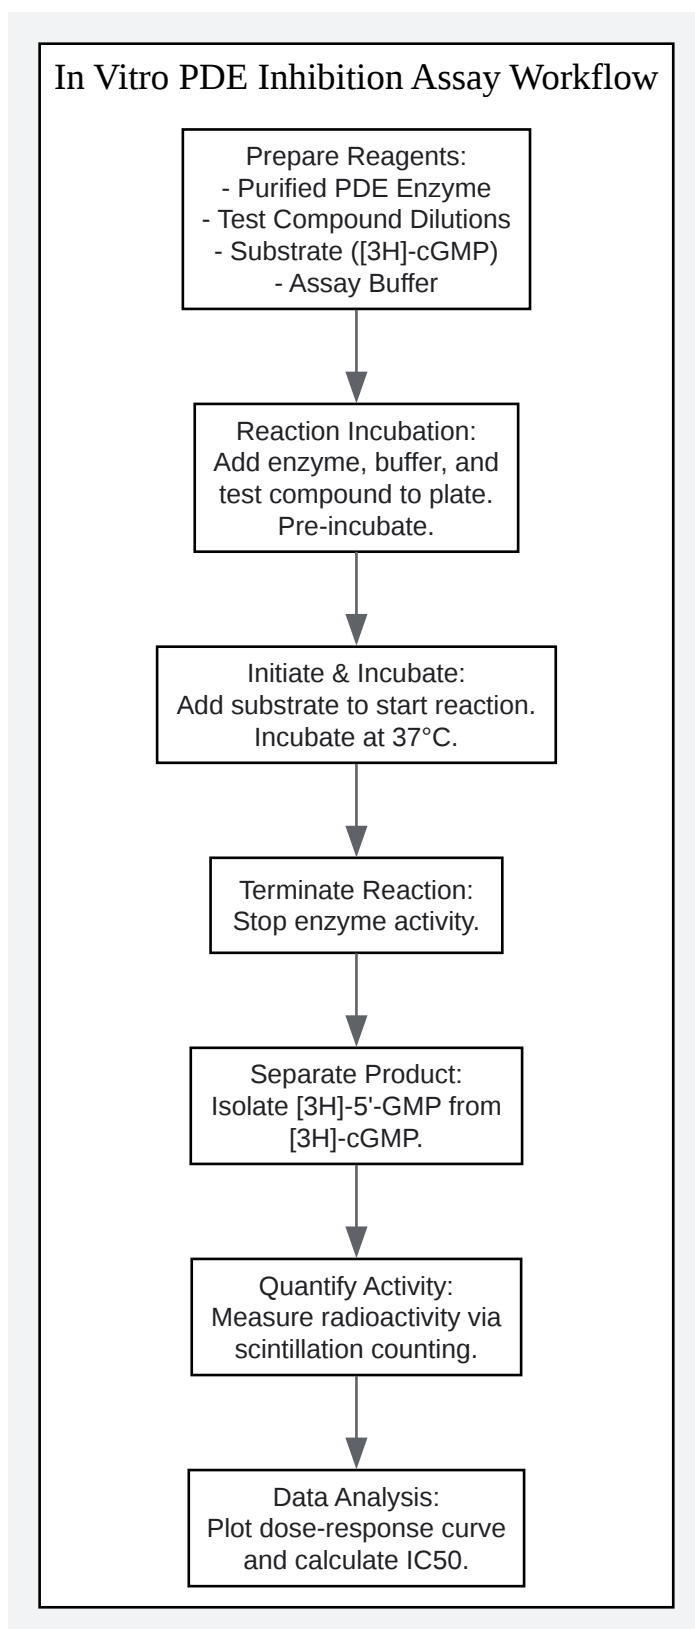 In Vitro PDE Inhibition Assay Workflow
Prepare Reagents:
- Purified PDE Enzyme
- Test Compound Dilutions
- Substrate ([3H]-cGMP)
- Assay Buffer
Reaction Incubation:
Add enzyme, buffer, and
test compound to plate.
Pre-incubate.
Initiate & Incubate:
Add substrate to start reaction.
Incubate at 37°C.
Terminate Reaction:
Stop enzyme activity.
Separate Product:
Isolate [3H]-5'-GMP from
[3H]-cGMP.
Quantify Activity:
Measure radioactivity via
scintillation counting.
Data Analysis:
Plot dose-response curve
and calculate IC50.